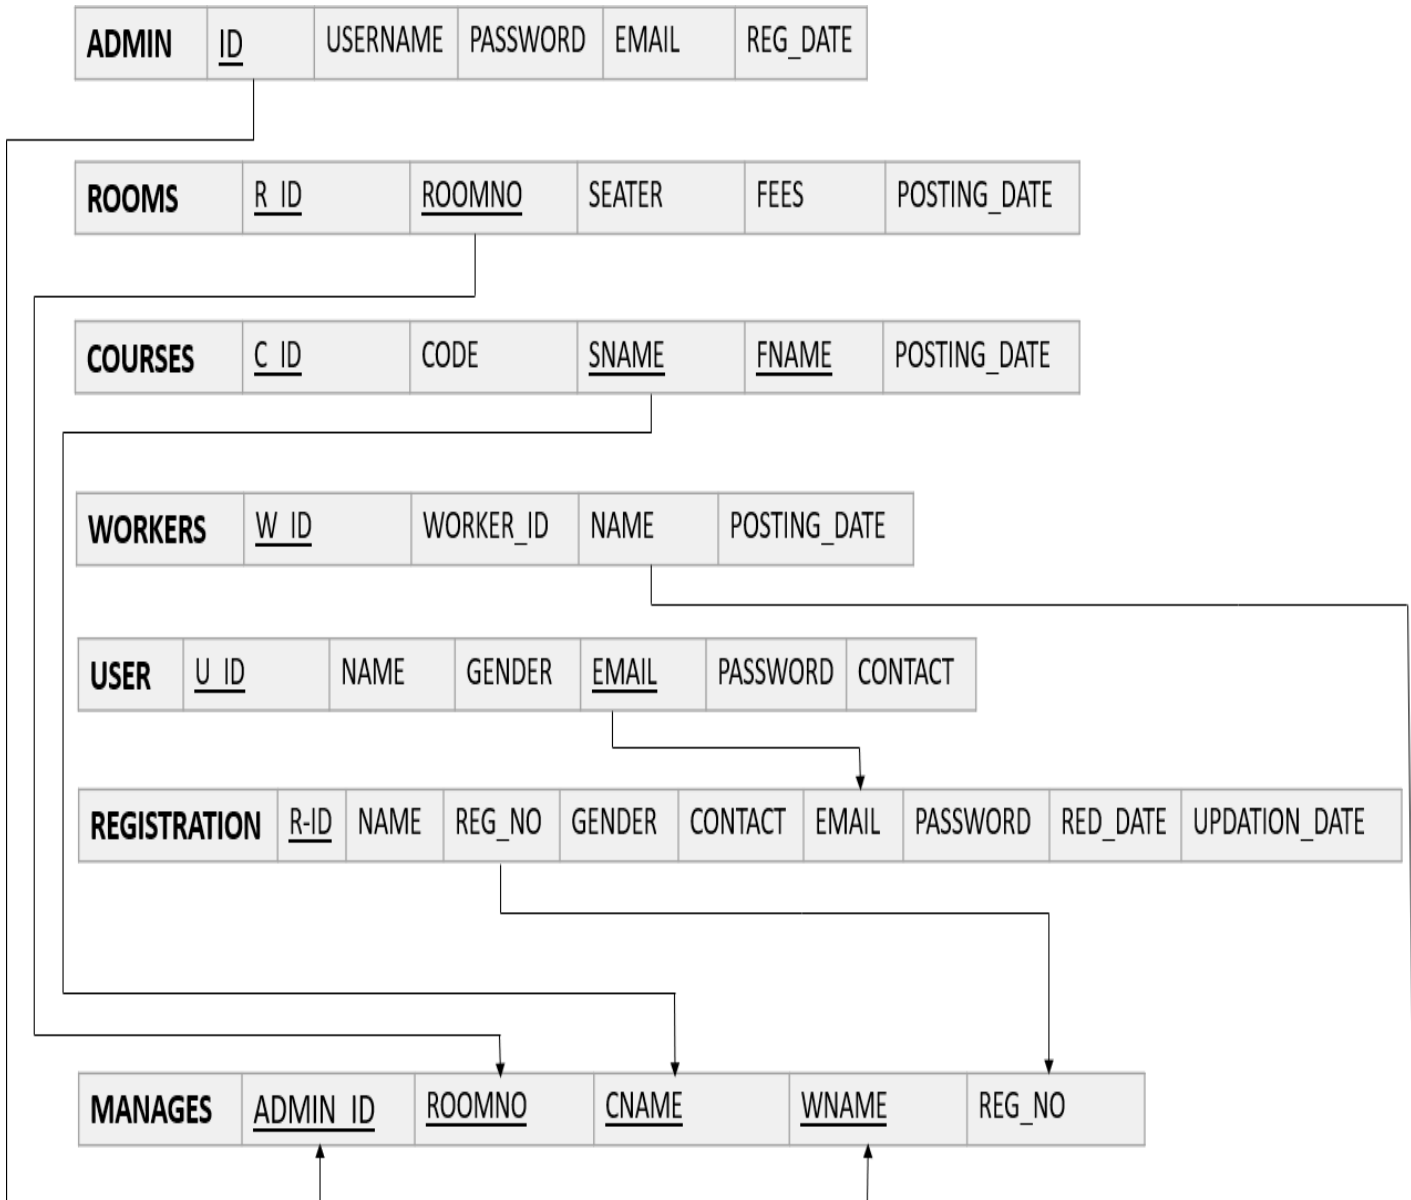 ADMIN ID USERNAME PASSWORD EMAIL REG_DATE
ROOMS R_ID ROOMNO SEATER FEES POSTING_DATE
COURSES C_ID CODE SNAME FNAME POSTING_DATE
WORKERS W_ID WORKER_ID NAME POSTING_DATE
USER U_ID NAME GENDER EMAIL PASSWORD CONTACT
REGISTRATION R-ID NAME REG_NO GENDER CONTACT EMAIL PASSWORD RED_DATE UPDATION_DATE
MANAGES ADMIN_ID ROOMNO CNAME WNAME REG_NO